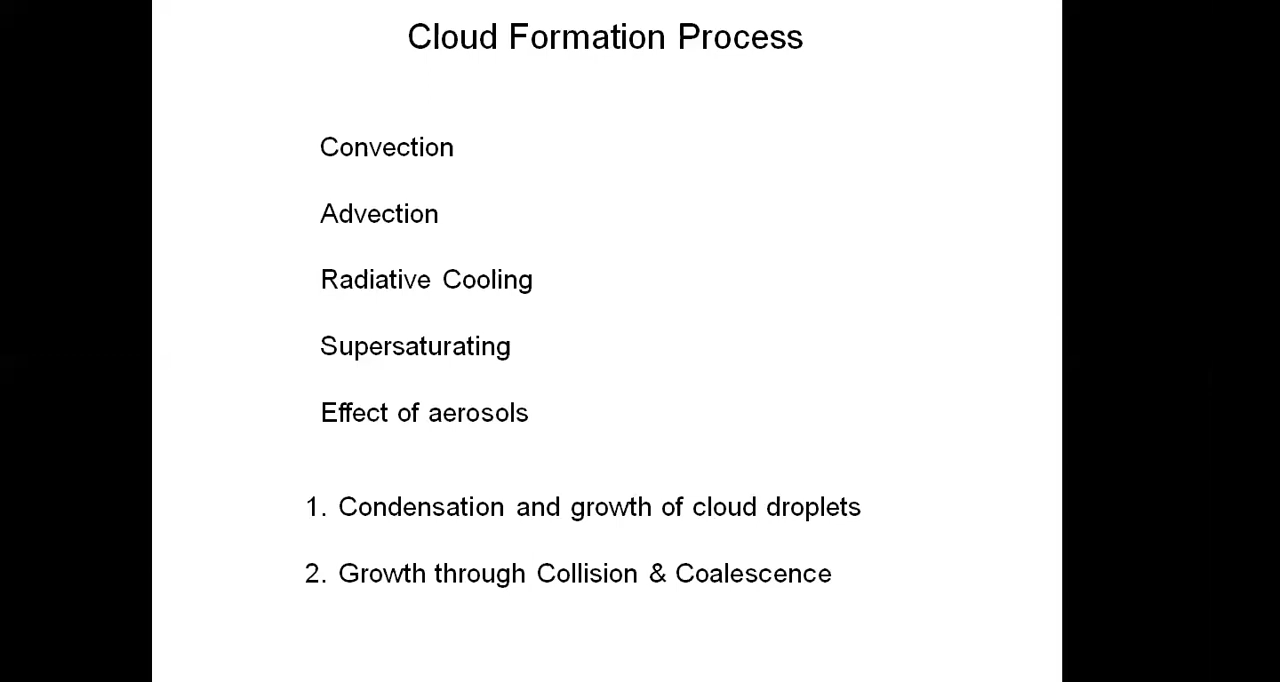 Cloud Formation Process
Convection
Advection
Radiative Cooling
Supersaturating
Effect of aerosols
1. Condensation and growth of cloud droplets
2. Growth through Collision & Coalescence